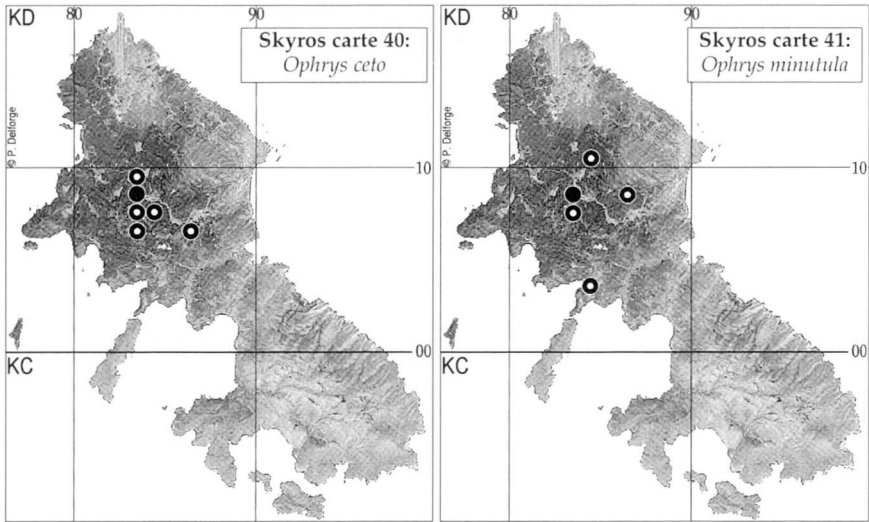 KD
80
90
Skyros carte 40:
Ophrys ceto
© P. Delforge
10
00
KC
KD
80
90
Skyros carte 41:
Ophrys minutula
© P. Delforge
10
00
KC